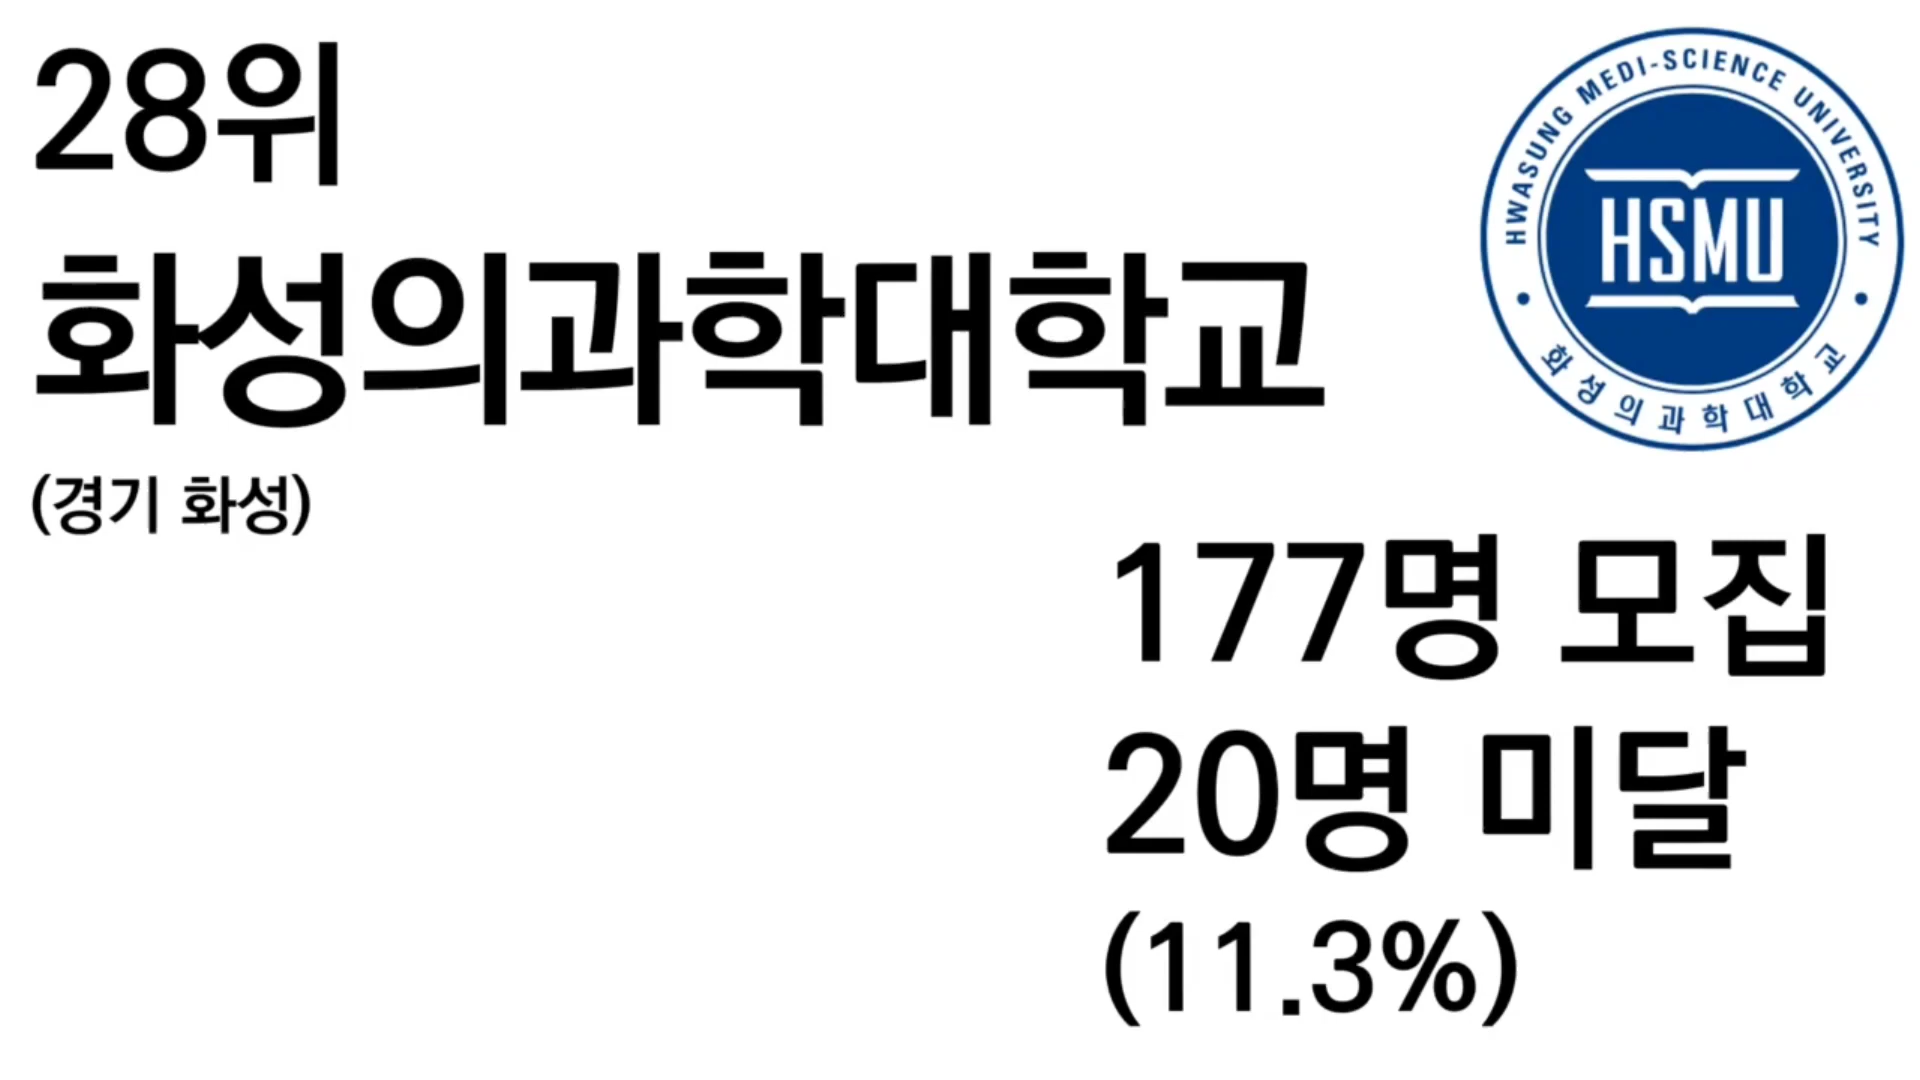 28위
화성의과학대학교
(경기 화성)
HWASUNG MEDI-SCIENCE UNIVERSITY
HSMU
화성의과학대학교
177명 모집
20명 미달
(11.3%)